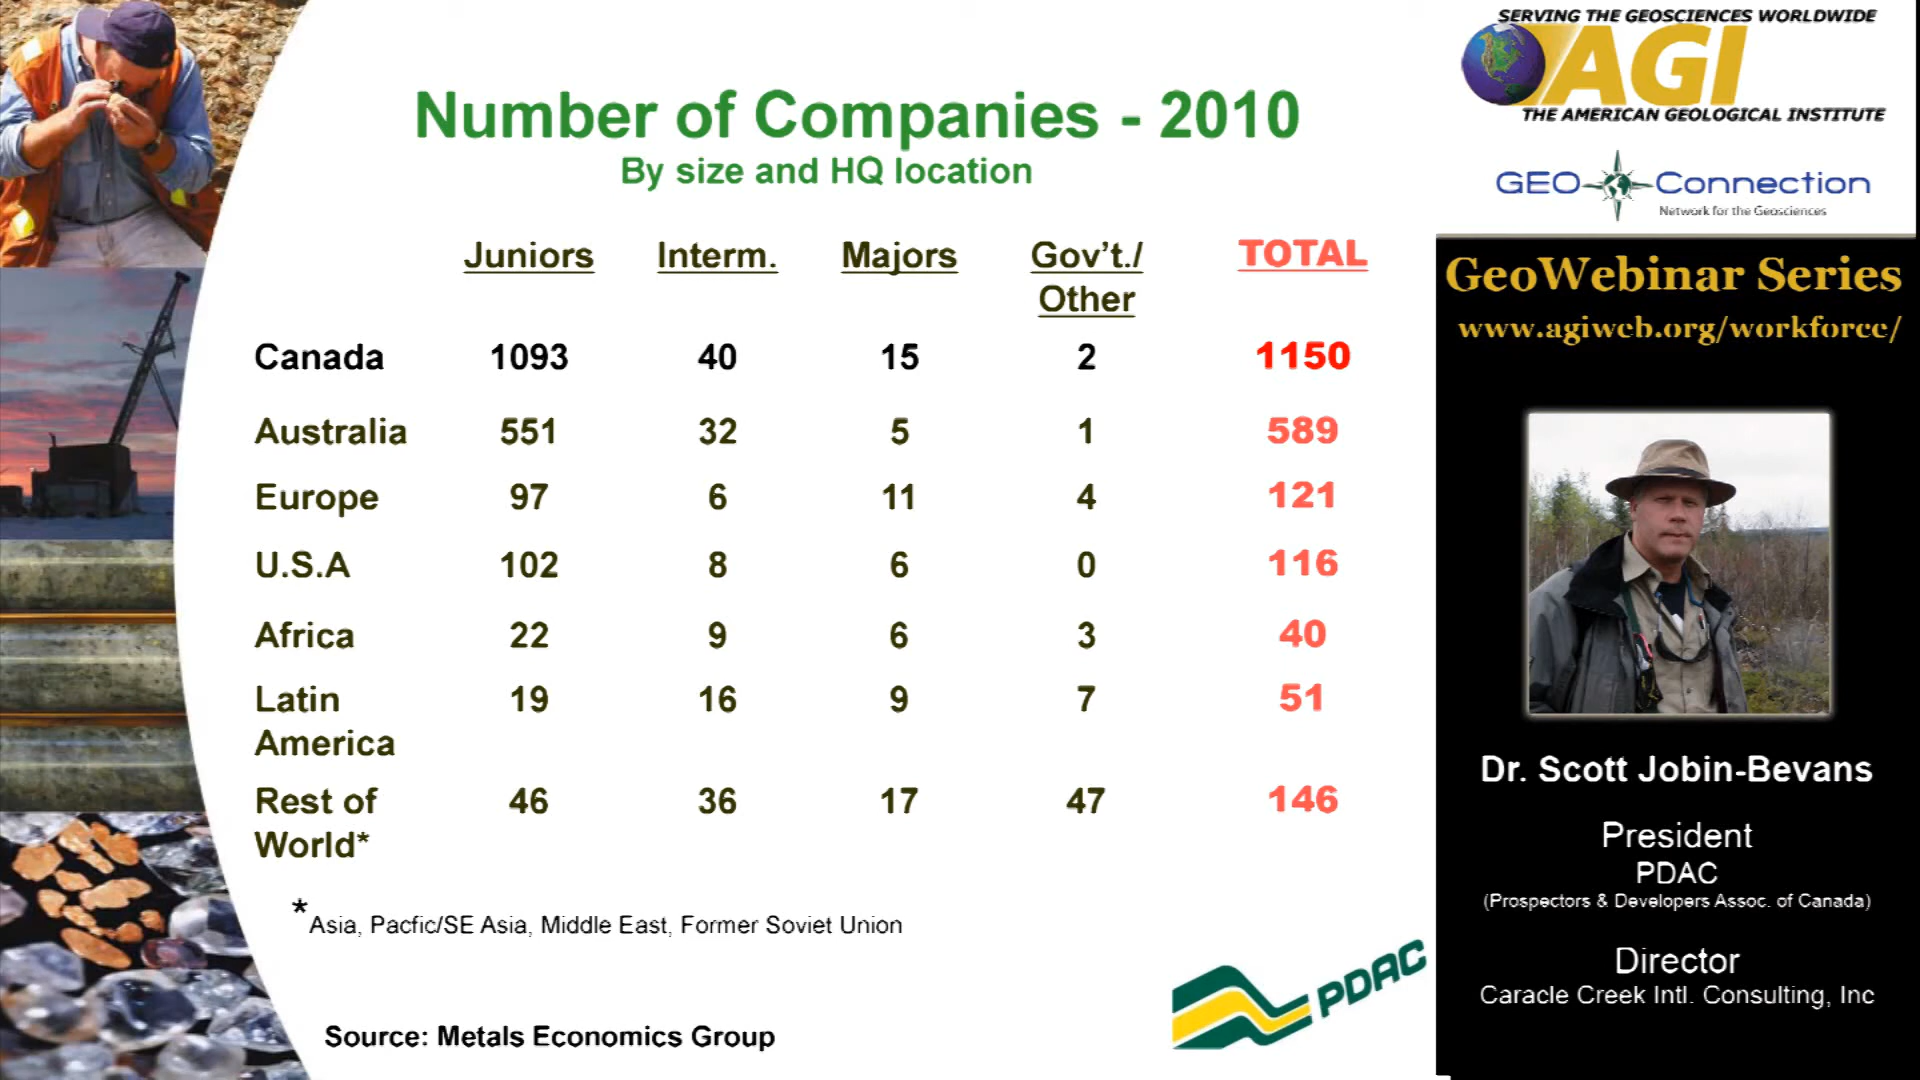 Number of Companies - 2010
By size and HQ location
Juniors Interm. Majors Gov't./ TOTAL
Other
Canada 1093 40 15 2 1150
Australia 551 32 5 1 589
Europe 97 6 11 4 121
U.S.A 102 8 6 0 116
Africa 22 9 6 3 40
Latin 19 16 9 7 51
America
Rest of 46 36 17 47 146
World*
*Asia, Pacfic/SE Asia, Middle East, Former Soviet Union
Source: Metals Economics Group
PDAC
SERVING THE GEOSCIENCES WORLDWIDE
AGI
THE AMERICAN GEOLOGICAL INSTITUTE
GEO Connection
Network for the Geosciences
GeoWebinar Series
www.agiweb.org/workforce/
Dr. Scott Jobin-Bevans
President
PDAC
(Prospectors & Developers Assoc. of Canada)
Director
Caracle Creek Intl. Consulting, Inc